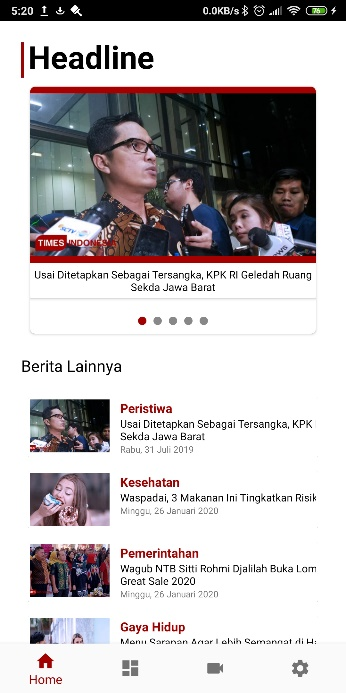 5:20
0.0KB/s
76
Headline
TIMES INDONESIA
Usai Ditetapkan Sebagai Tersangka, KPK RI Geledah Ruang
Sekda Jawa Barat
Berita Lainnya
Peristiwa
Usai Ditetapkan Sebagai Tersangka, KPK
Sekda Jawa Barat
Rabu, 31 Juli 2019
Kesehatan
Waspadai, 3 Makanan Ini Tingkatkan Risik
Minggu, 26 Januari 2020
Pemerintahan
Wagub NTB Sitti Rohmi Djalilah Buka Lom
Great Sale 2020
Minggu, 26 Januari 2020
Gaya Hidup
Menu Sarapan Agar Lebih Semangat di Ha
Home